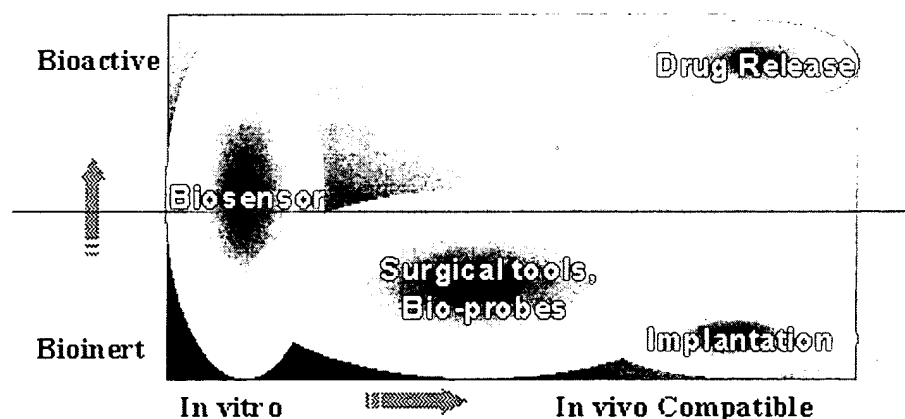 Bioactive
Drug Release
Biosensor
Surgical tools,
Bio-probes
Implantation
Bioinert
In vitro
In vivo Compatible